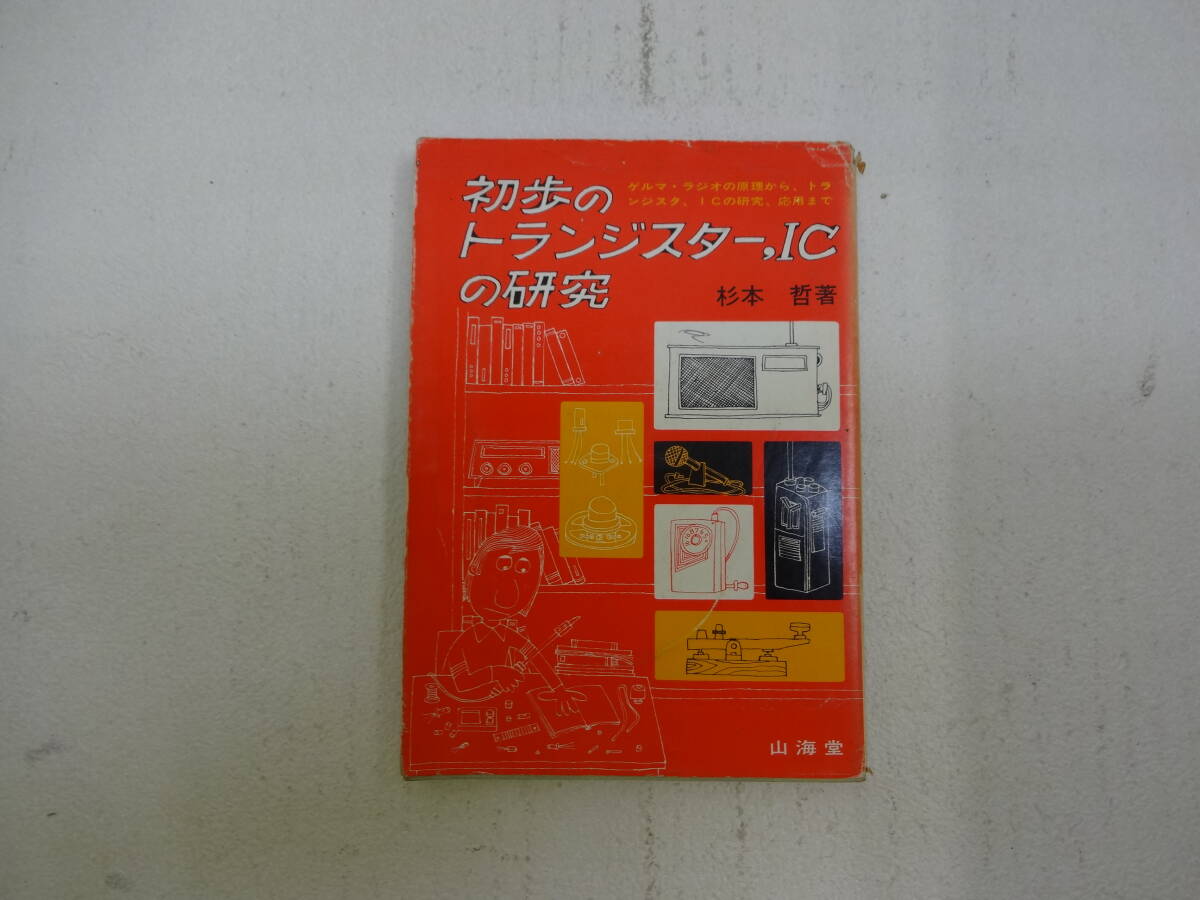 初歩の
トランジスター,IC
の研究
ゲルマ・ラジオの原理から、トラ
ンジスタ、ICの研究、応用まで
杉本 哲著
山海堂